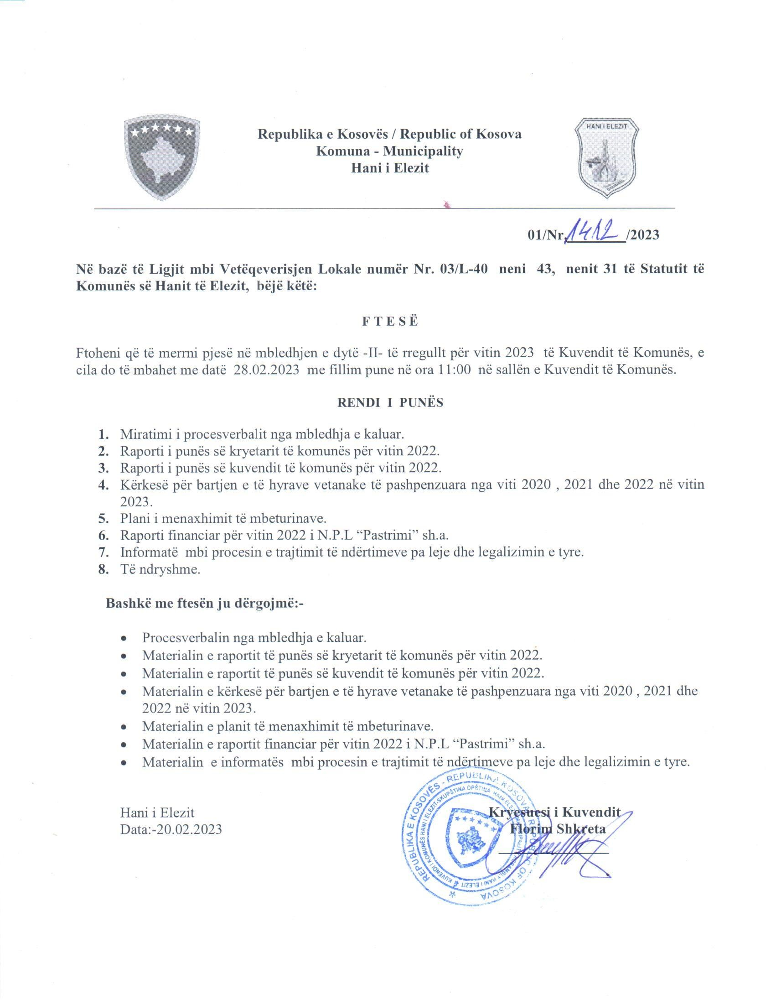 HANI I ELEZIT
Republika e Kosovës / Republic of Kosova
Komuna - Municipality
Hani i Elezit
01/Nr.1412/2023
Në bazë të Ligjit mbi Vetëqeverisjen Lokale numër Nr. 03/L-40 neni 43, nenit 31 të Statutit të
Komunës së Hanit të Elezit, bëjë këtë:
F T E S Ë
Ftoheni që të merrni pjesë në mbledhjen e dytë -II- të rregullt për vitin 2023 të Kuvendit të Komunës, e
cila do të mbahet me datë 28.02.2023 me fillim pune në ora 11:00 në sallën e Kuvendit të Komunës.
RENDI I PUNËS
1. Miratimi i procesverbalit nga mbledhja e kaluar.
2. Raporti i punës së kryetarit të komunës për vitin 2022.
3. Raporti i punës së kuvendit të komunës për vitin 2022.
4. Kërkesë për bartjen e të hyrave vetanake të pashpenzuara nga viti 2020 , 2021 dhe 2022 në vitin
2023.
5. Plani i menaxhimit të mbeturinave.
6. Raporti financiar për vitin 2022 i N.P.L “Pastrimi” sh.a.
7. Informatë mbi procesin e trajtimit të ndërtimeve pa leje dhe legalizimin e tyre.
8. Të ndryshme.
Bashkë me ftesën ju dërgojmë:-
• Procesverbalin nga mbledhja e kaluar.
• Materialin e raportit të punës së kryetarit të komunës për vitin 2022.
• Materialin e raportit të punës së kuvendit të komunës për vitin 2022.
• Materialin e kërkesë për bartjen e të hyrave vetanake të pashpenzuara nga viti 2020 , 2021 dhe
2022 në vitin 2023.
• Materialin e planit të menaxhimit të mbeturinave.
• Materialin e raportit financiar për vitin 2022 i N.P.L “Pastrimi” sh.a.
• Materialin e informatës mbi procesin e trajtimit të ndërtimeve pa leje dhe legalizimin e tyre.
Hani i Elezit
Data:-20.02.2023
Kryesuesi i Kuvendit
Florim Shkreta
REPUBLIKA E KOSOVËS - REPUBLIKA KOSOVA - REPUBLIC OF KOSOVA
KUVENDI I KOMUNËS HANI I ELEZIT-SKUPŠTINA OPŠTINA HANI ELEZIT-MUNICIPALITY ASSAMBLY HANI I ELEZIT